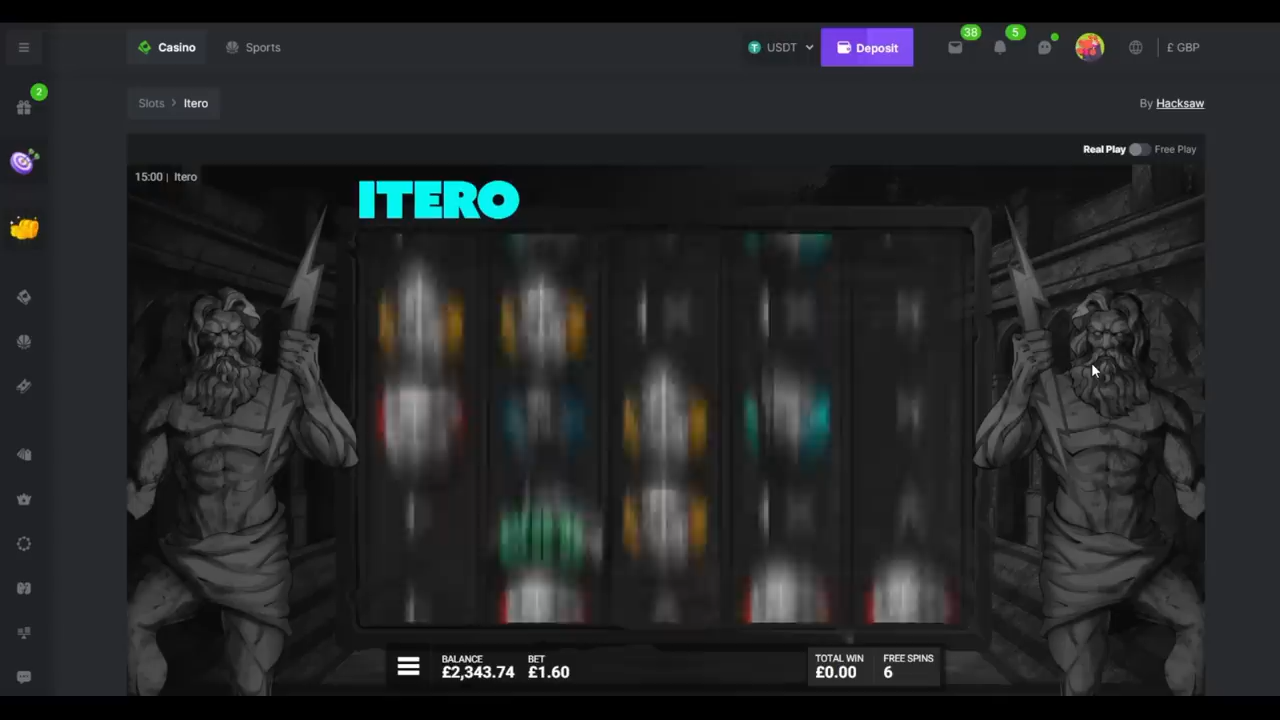 Casino
Sports
USDT
Deposit
38
5
£ GBP
2
Slots > Itero
By Hacksaw
Real Play
Free Play
15:00 | Itero
ITERO
BALANCE
£2,343.74
BET
£1.60
TOTAL WIN
£0.00
FREE SPINS
6